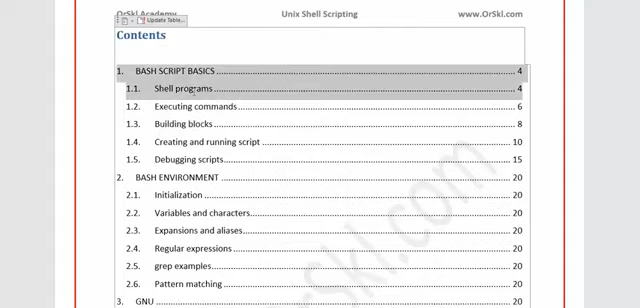 OrSkl Academy Unix Shell Scripting www.OrSkl.com
Update Table...
Contents
1. BASH SCRIPT BASICS 4
1.1. Shell programs 4
1.2. Executing commands 6
1.3. Building blocks 8
1.4. Creating and running script 10
1.5. Debugging scripts 15
2. BASH ENVIRONMENT 20
2.1. Initialization 20
2.2. Variables and characters 20
2.3. Expansions and aliases 20
2.4. Regular expressions 20
2.5. grep examples 20
2.6. Pattern matching 20
3. GNU 20
OrSkl.com